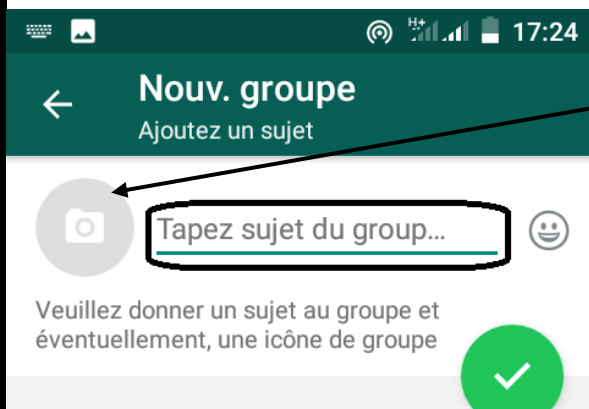 H+ 17:24
Nouv. groupe
Ajoutez un sujet
Tapez sujet du group...
Veuillez donner un sujet au groupe et
éventuellement, une icône de groupe